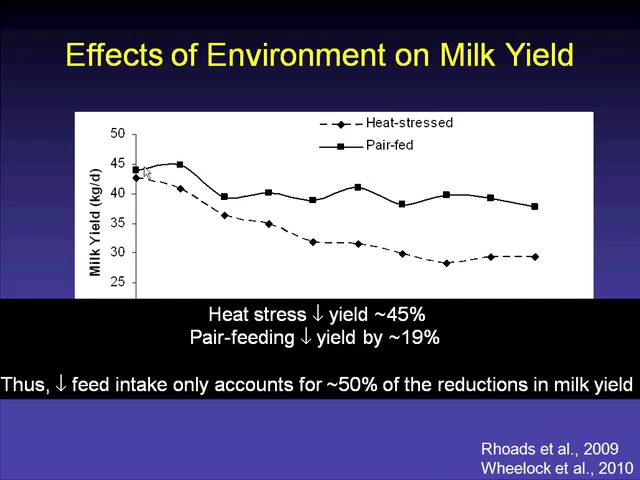 Effects of Environment on Milk Yield
Heat-stressed
Pair-fed
Milk Yield (kg/d)
50
45
40
35
30
25
Heat stress ↓ yield ~45%
Pair-feeding ↓ yield by ~19%
Thus, ↓ feed intake only accounts for ~50% of the reductions in milk yield
Rhoads et al., 2009
Wheelock et al., 2010